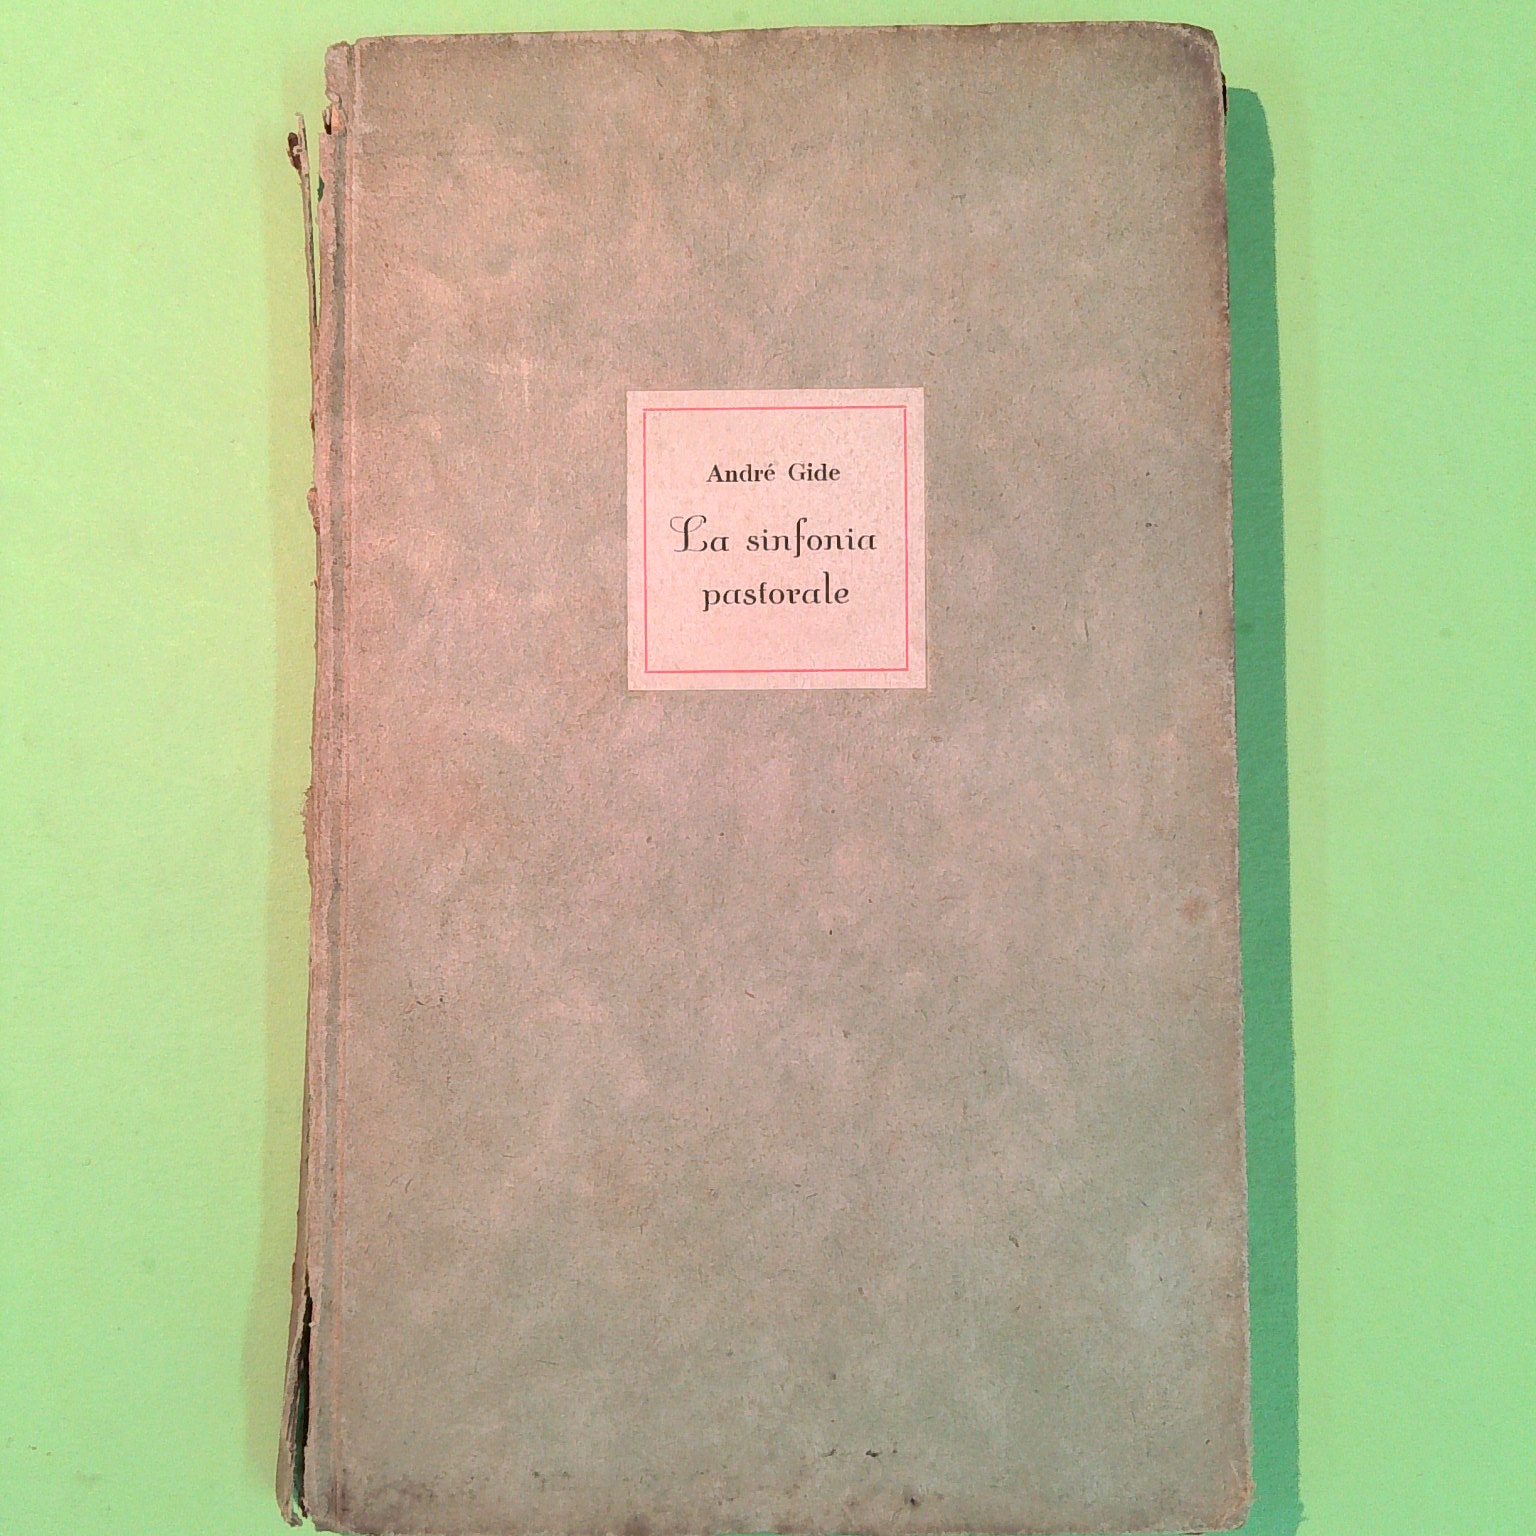 André Gide
La sinfonia
pastorale